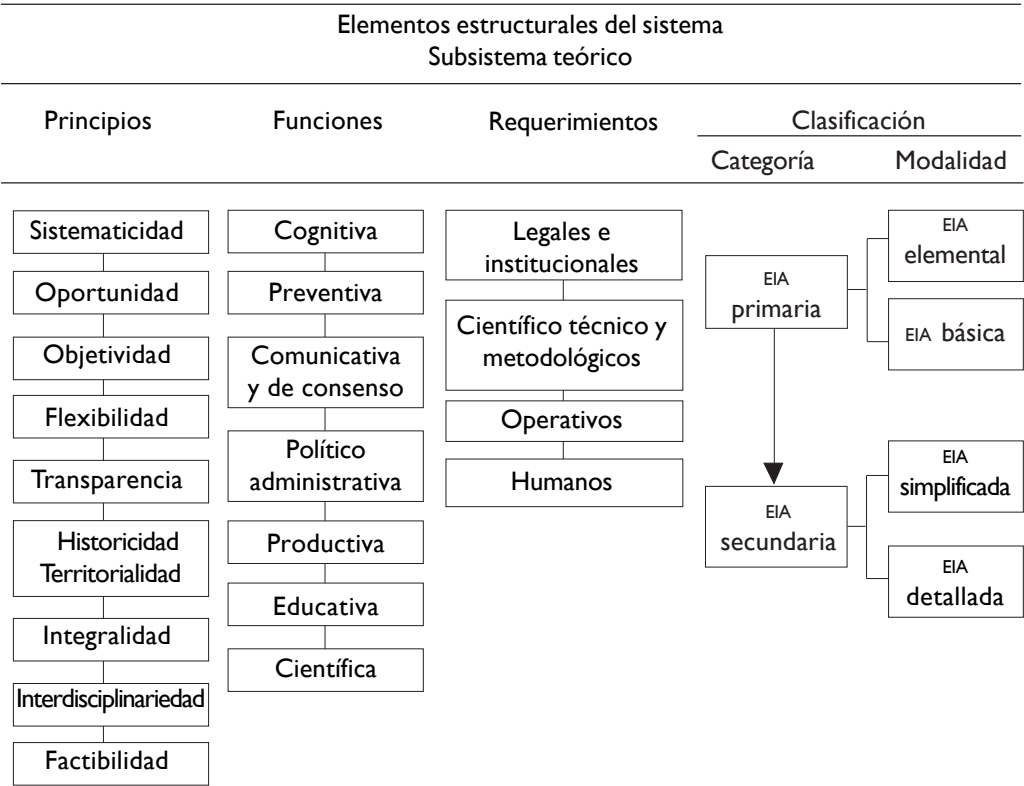 Elementos estructurales del sistema
Subsistema teórico
Principios
Funciones
Requerimientos
Clasificación
Categoría
Modalidad
Sistematicidad
Oportunidad
Objetividad
Flexibilidad
Transparencia
Historicidad
Territorialidad
Integralidad
Interdisciplinariedad
Factibilidad
Cognitiva
Preventiva
Comunicativa
y de consenso
Político
administrativa
Productiva
Educativa
Científica
Legales e
institucionales
Científico técnico y
metodológicos
Operativos
Humanos
EIA
primaria
EIA
secundaria
EIA
elemental
EIA básica
EIA
simplificada
EIA
detallada